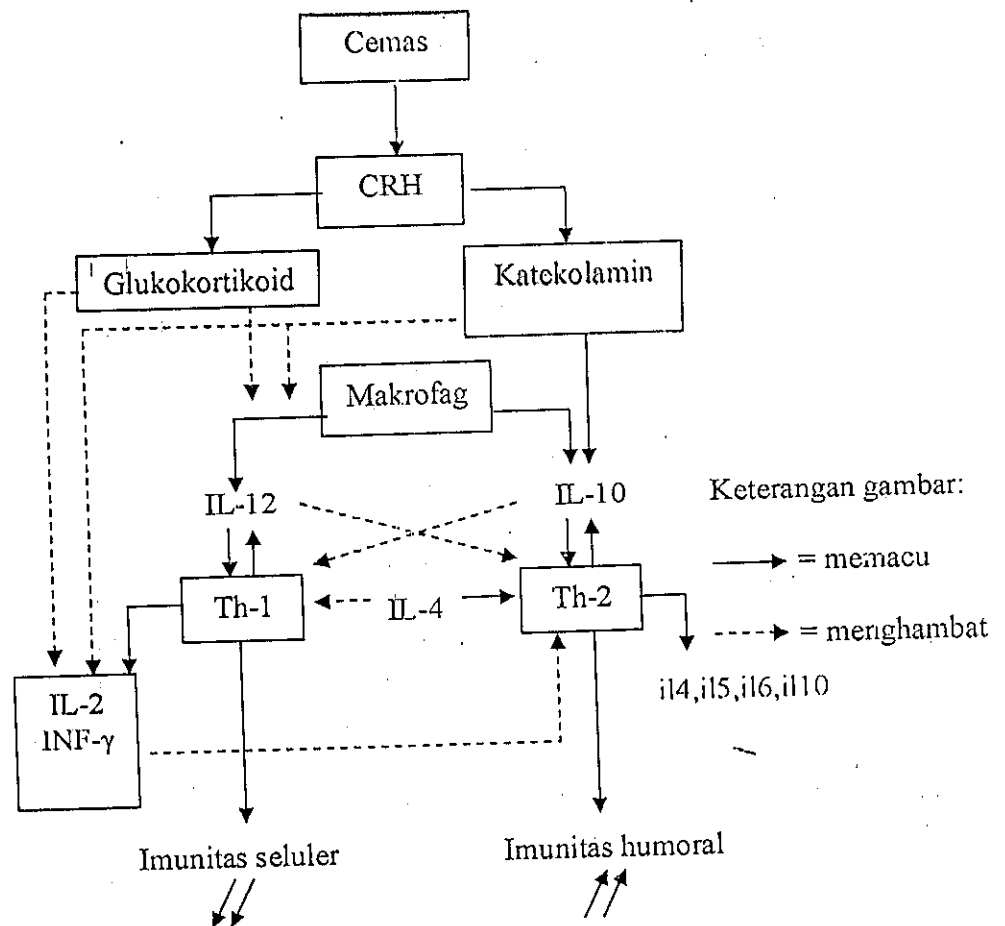 Cemas
CRH
Glukokortikoid
Katekolamin
Makrofag
IL-12
IL-10
Keterangan gambar:
= memacu
Th-1
IL-4
Th-2
= menghambat
il4,il5,il6,il10
IL-2
INF-γ
Imunitas seluler
Imunitas humoral